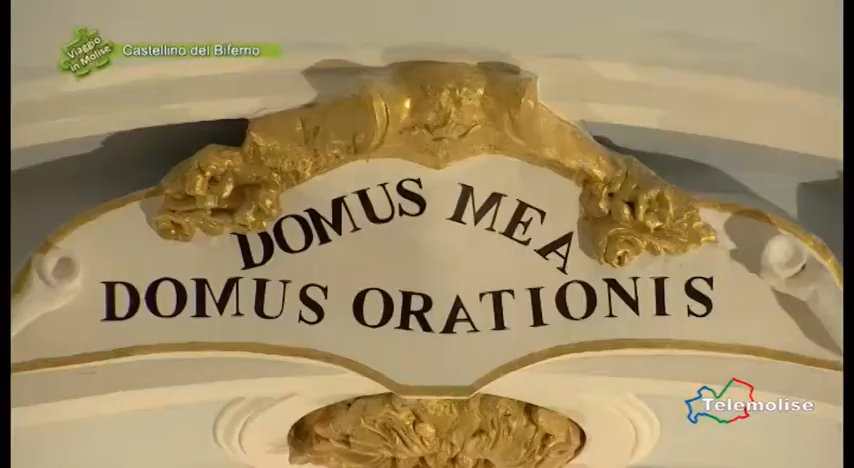 Viaggio
in Molise
Castellino del Biferno
DOMUS MEA
DOMUS ORATIONIS
Telemolise